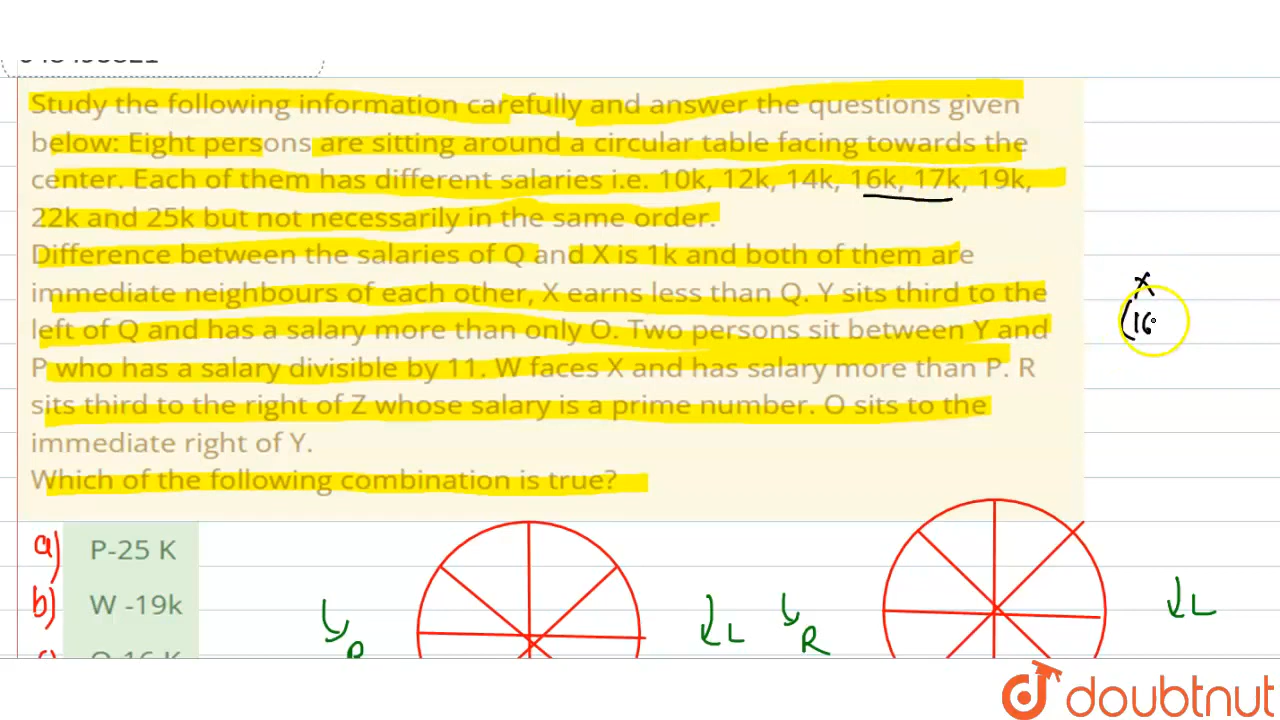 Study the following information carefully and answer the questions given
below: Eight persons are sitting around a circular table facing towards the
center. Each of them has different salaries i.e. 10k, 12k, 14k, 16k, 17k, 19k,
22k and 25k but not necessarily in the same order.
Difference between the salaries of Q and X is 1k and both of them are
immediate neighbours of each other, X earns less than Q. Y sits third to the
left of Q and has a salary more than only O. Two persons sit between Y and
P who has a salary divisible by 11. W faces X and has salary more than P. R
sits third to the right of Z whose salary is a prime number. O sits to the
immediate right of Y.
Which of the following combination is true?
X
(16
a) P-25 K
b) W -19k
L
L
R
R
doubtnut